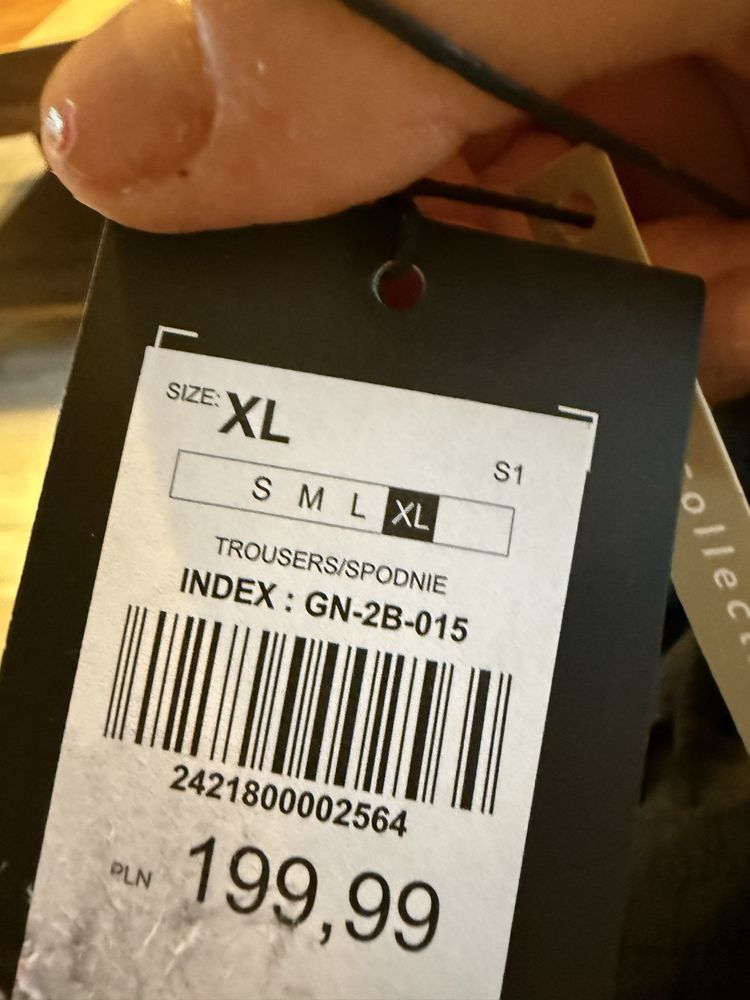 SIZE: XL
S1
S M L XL
TROUSERS/SPODNIE
INDEX : GN-2B-015
2421800002564
PLN 199,99